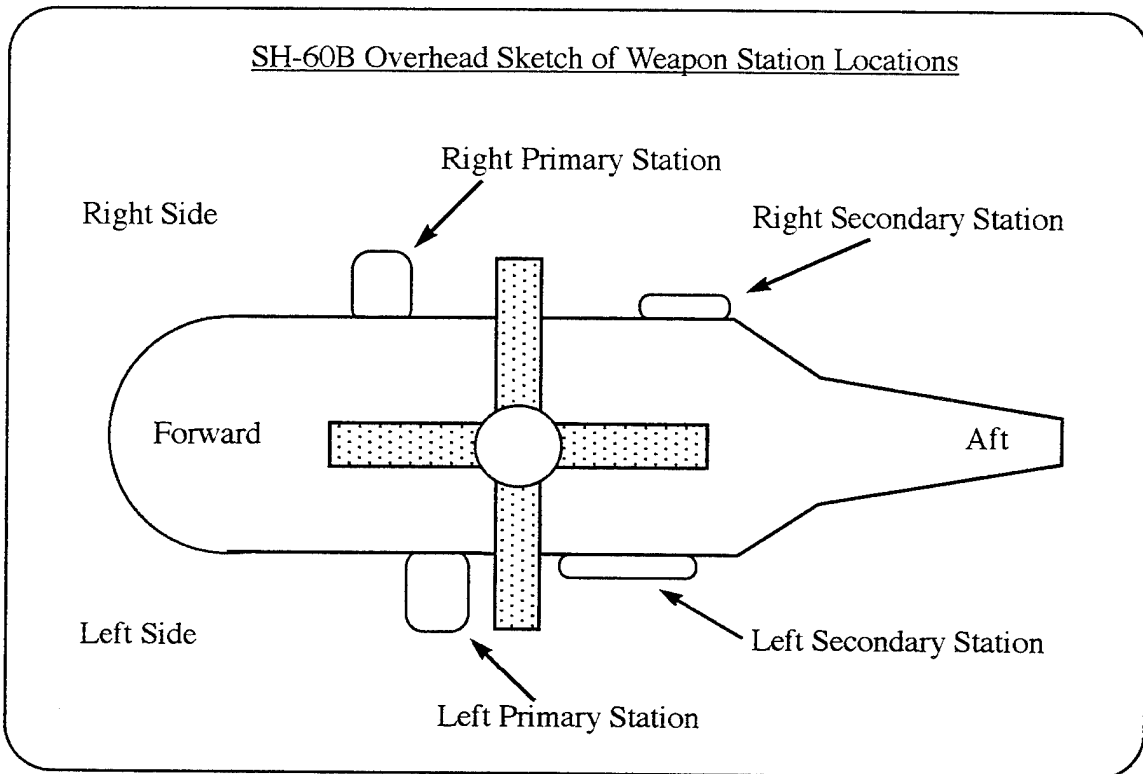 SH-60B Overhead Sketch of Weapon Station Locations
Right Primary Station
Right Side
Right Secondary Station
Forward
Aft
Left Side
Left Secondary Station
Left Primary Station